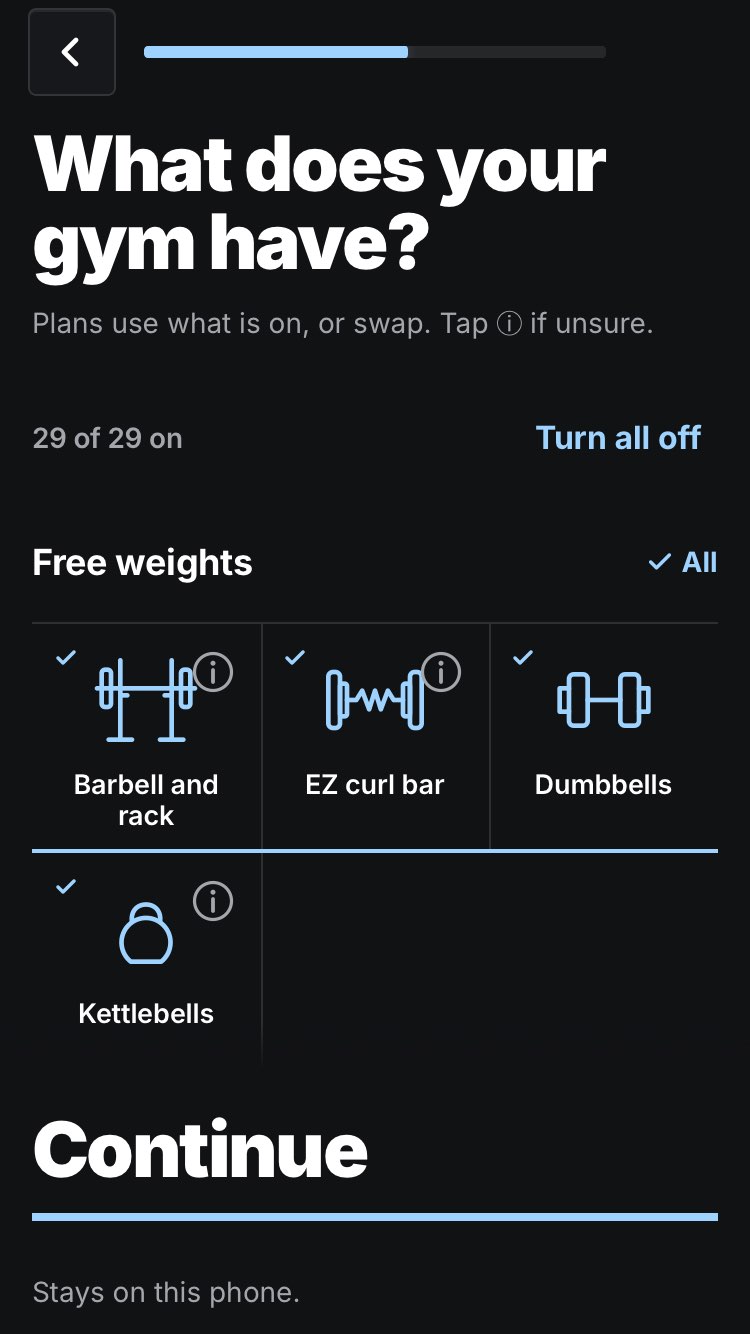 What does your
gym have?
Plans use what is on, or swap. Tap ⓘ if unsure.
29 of 29 on
Turn all off
Free weights
All
Barbell and
rack
EZ curl bar
Dumbbells
Kettlebells
Continue
Stays on this phone.